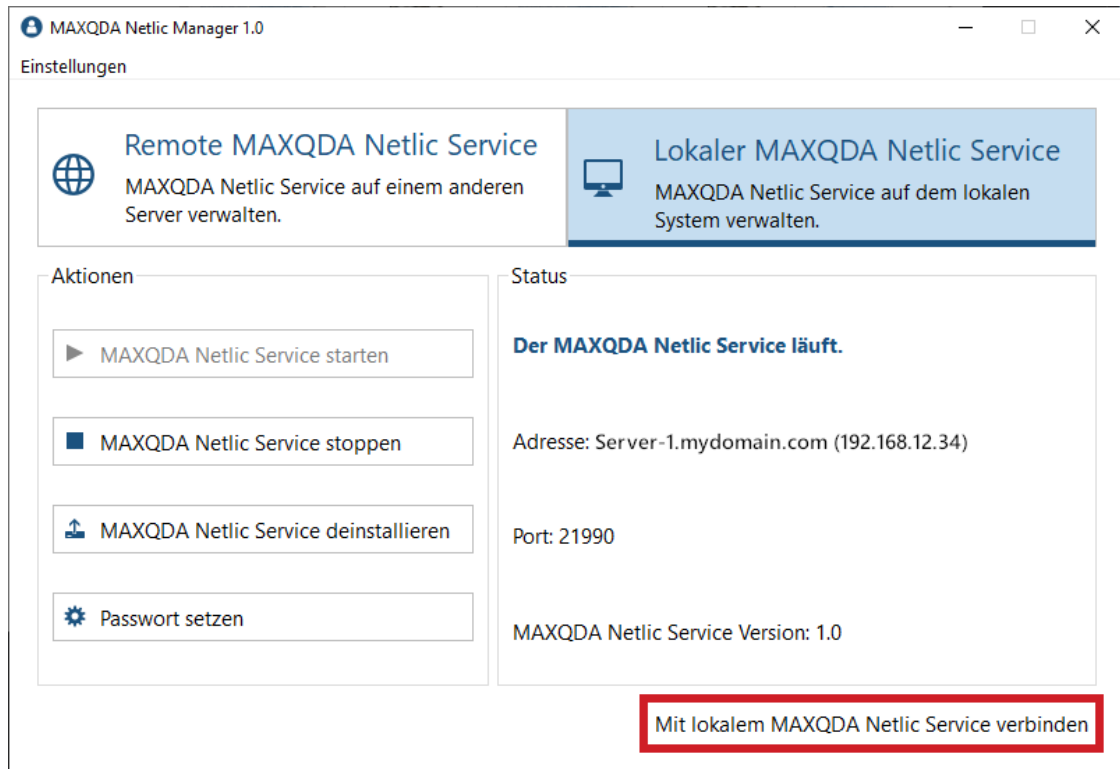 MAXQDA Netlic Manager 1.0
Einstellungen
Remote MAXQDA Netlic Service
MAXQDA Netlic Service auf einem anderen
Server verwalten.
Lokaler MAXQDA Netlic Service
MAXQDA Netlic Service auf dem lokalen
System verwalten.
Aktionen
MAXQDA Netlic Service starten
MAXQDA Netlic Service stoppen
MAXQDA Netlic Service deinstallieren
Passwort setzen
Status
Der MAXQDA Netlic Service läuft.
Adresse: Server-1.mydomain.com (192.168.12.34)
Port: 21990
MAXQDA Netlic Service Version: 1.0
Mit lokalem MAXQDA Netlic Service verbinden